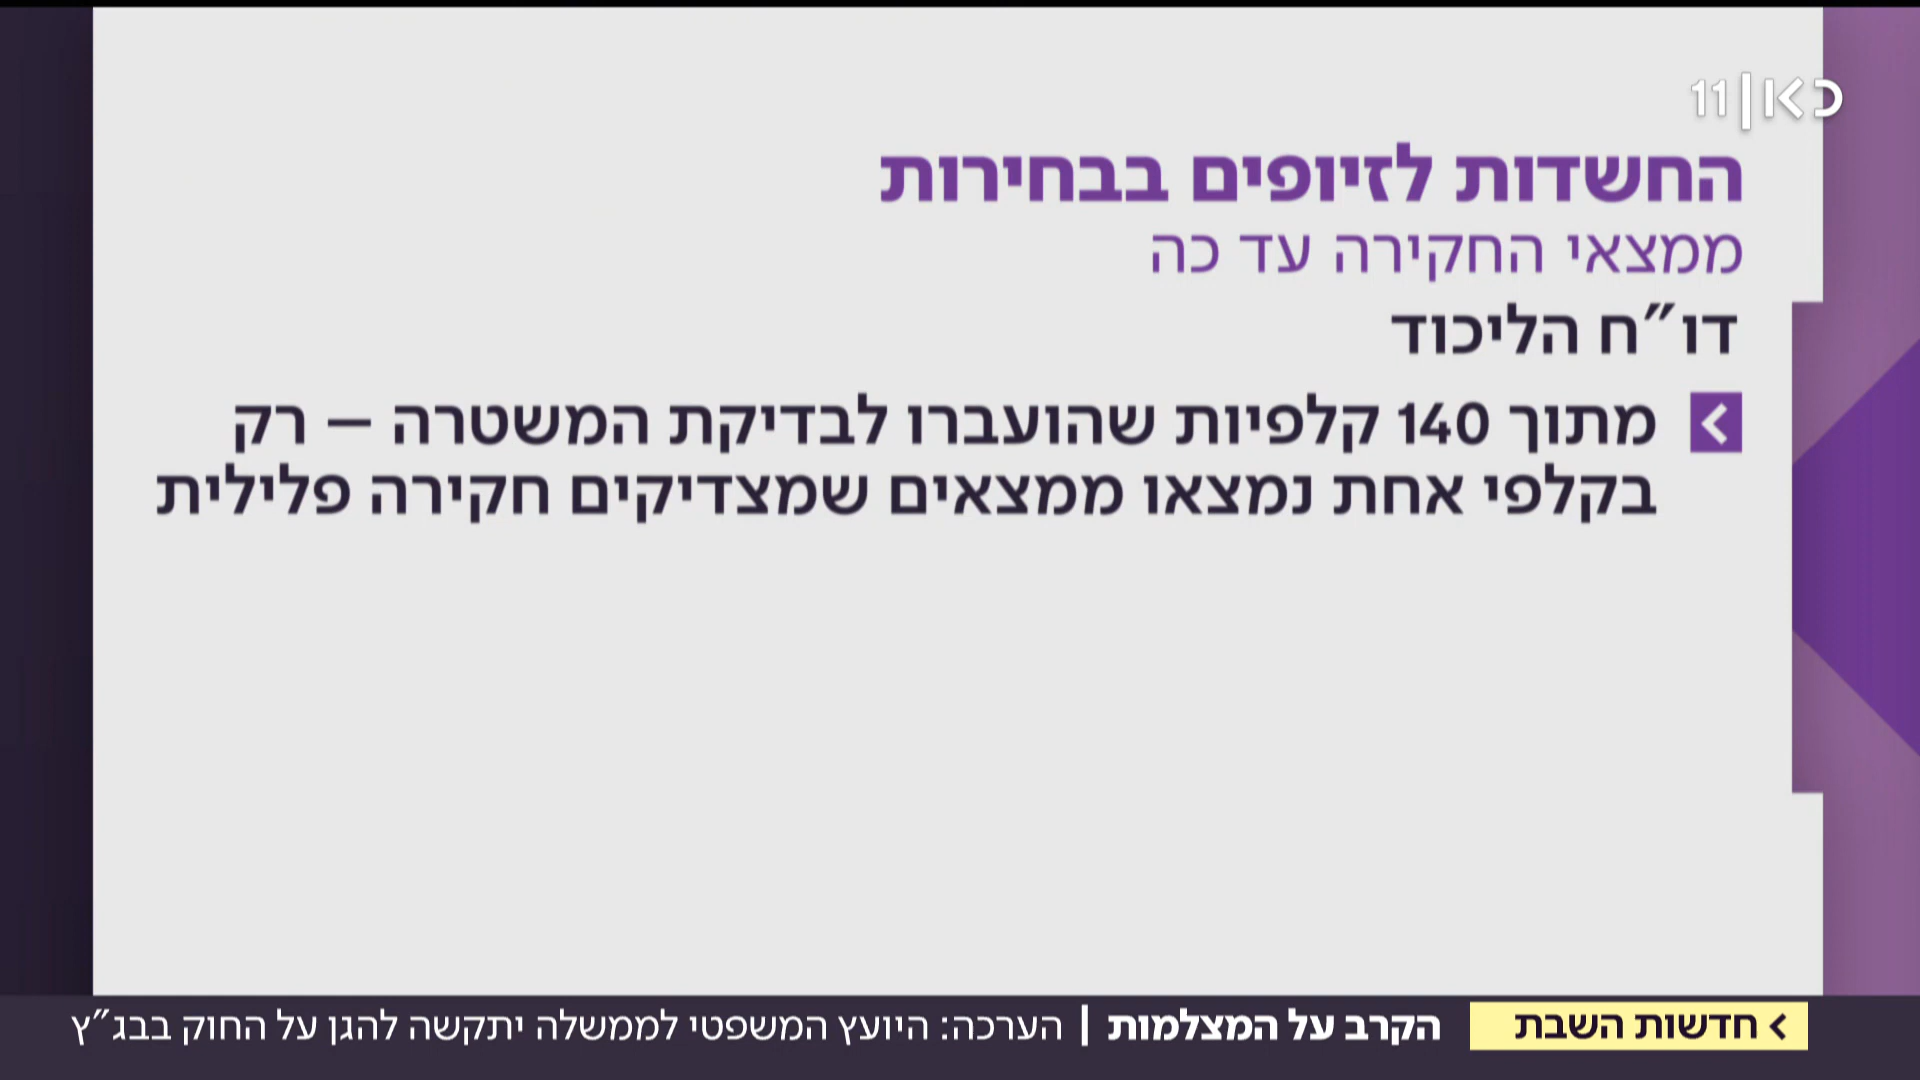 כאן 11
החשדות לזיופים בבחירות
ממצאי החקירה עד כה
דו״ח הליכוד
מתוך 140 קלפיות שהועברו לבדיקת המשטרה – רק
בקלפי אחת נמצאו ממצאים שמצדיקים חקירה פלילית
חדשות השבת
הקרב על המצלמות | הערכה: היועץ המשפטי לממשלה יתקשה להגן על החוק בבג״ץ